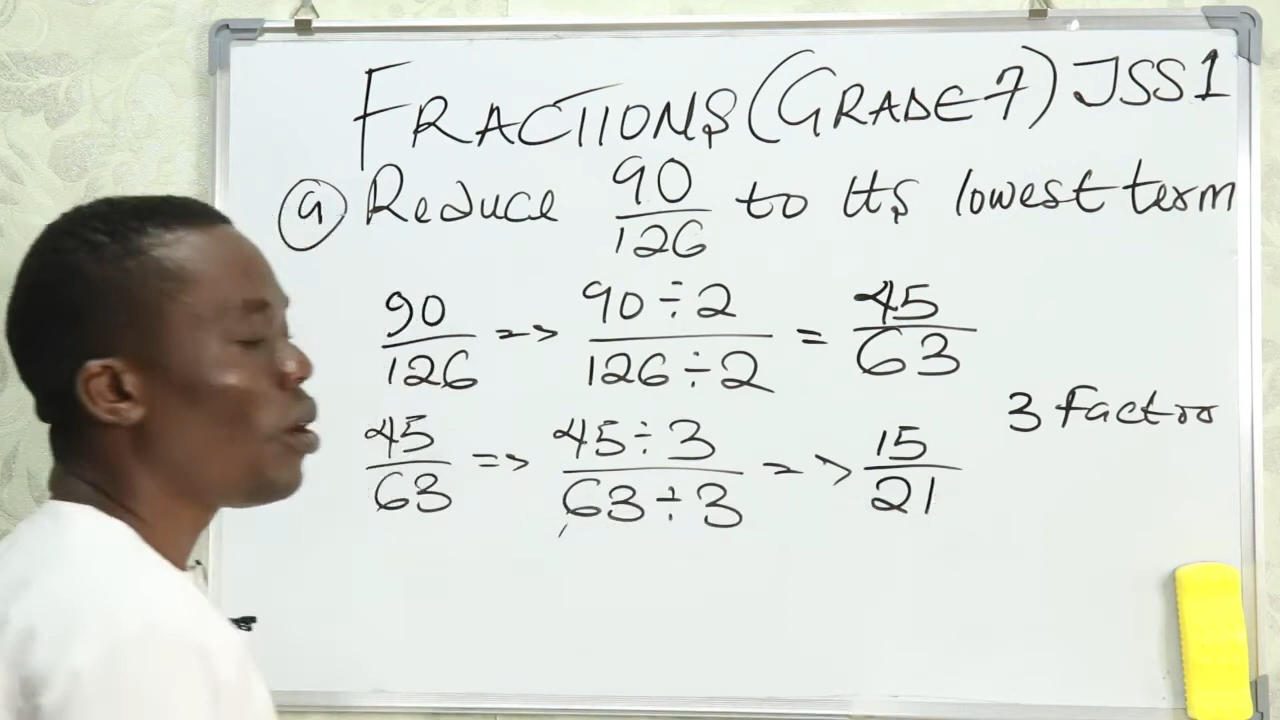 FRACTIONS (GRADE 7) JSS1
(a) Reduce 90/126 to its lowest term
90/126 => 90÷2/126÷2 = 45/63
3 factor
45/63 => 45÷3/63÷3 => 15/21